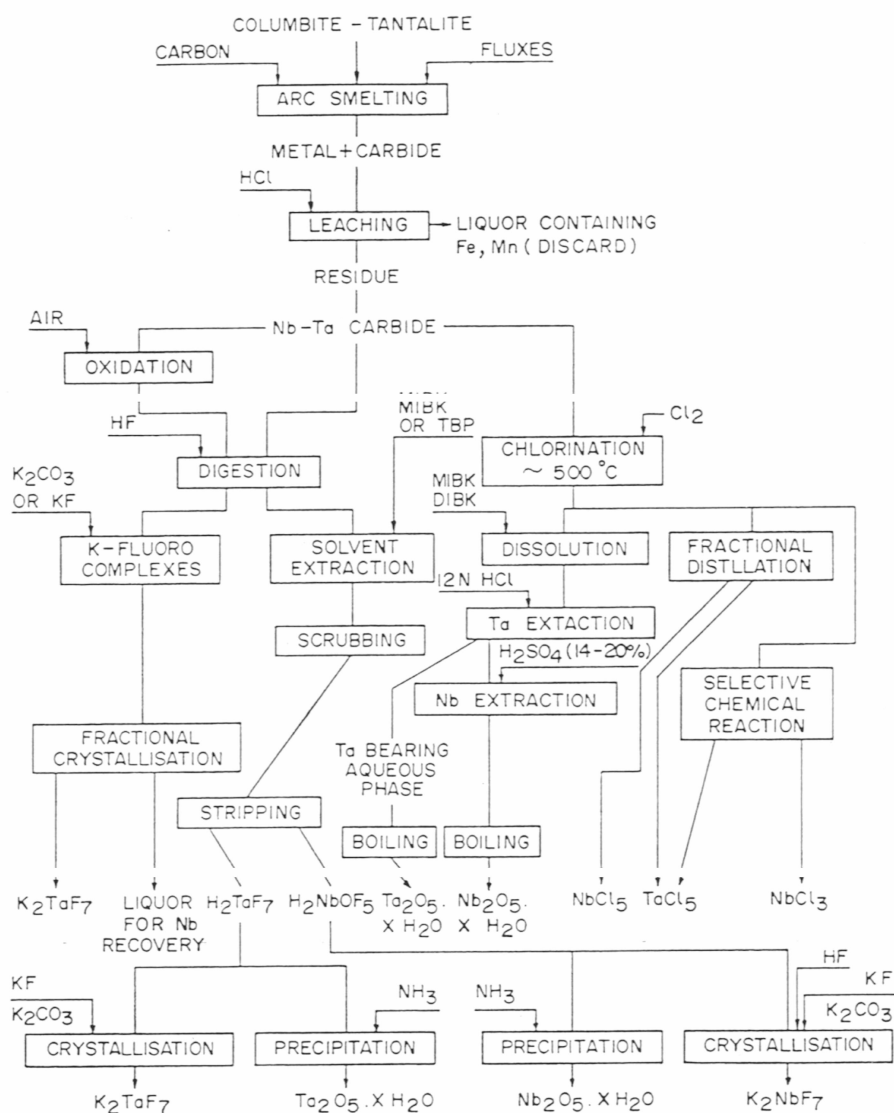 COLUMBITE - TANTALITE
CARBON
FLUXES
ARC SMELTING
METAL+CARBIDE
HCl
LEACHING
LIQUOR CONTAINING
Fe, Mn ( DISCARD)
RESIDUE
AIR
Nb-Ta CARBIDE
OXIDATION
MIBK
OR TBP
Cl2
HF
DIGESTION
CHLORINATION
~ 500 °C
K2CO3
OR KF
MIBK
DIBK
K-FLUORO
COMPLEXES
SOLVENT
EXTRACTION
DISSOLUTION
FRACTIONAL
DISTLLATION
12N HCl
Ta EXTACTION
SCRUBBING
H2SO4 (14-20%)
Nb EXTRACTION
SELECTIVE
CHEMICAL
REACTION
FRACTIONAL
CRYSTALLISATION
Ta BEARING
AQUEOUS
PHASE
STRIPPING
BOILING
BOILING
K2TaF7
LIQUOR
FOR Nb
RECOVERY
H2TaF7
H2NbOF5
Ta2O5.
X H2O
Nb2O5.
X H2O
NbCl5
TaCl5
NbCl3
KF
K2CO3
NH3
NH3
HF
KF
K2CO3
CRYSTALLISATION
PRECIPITATION
PRECIPITATION
CRYSTALLISATION
K2TaF7
Ta2O5.X H2O
Nb2O5.XH2O
K2NbF7